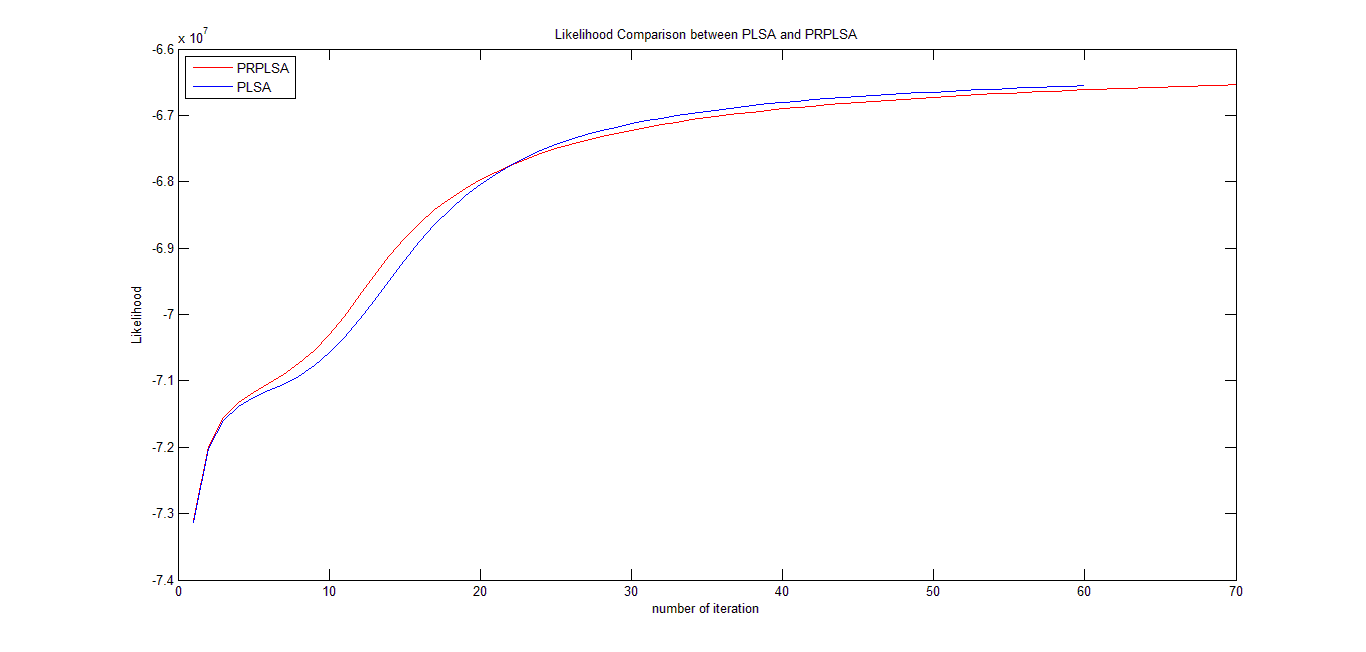 Likelihood Comparison between PLSA and PRPLSA
x 10^7
-6.6
-6.7
-6.8
-6.9
-7
-7.1
-7.2
-7.3
-7.4
PRPLSA
PLSA
Likelihood
0 10 20 30 40 50 60 70
number of iteration